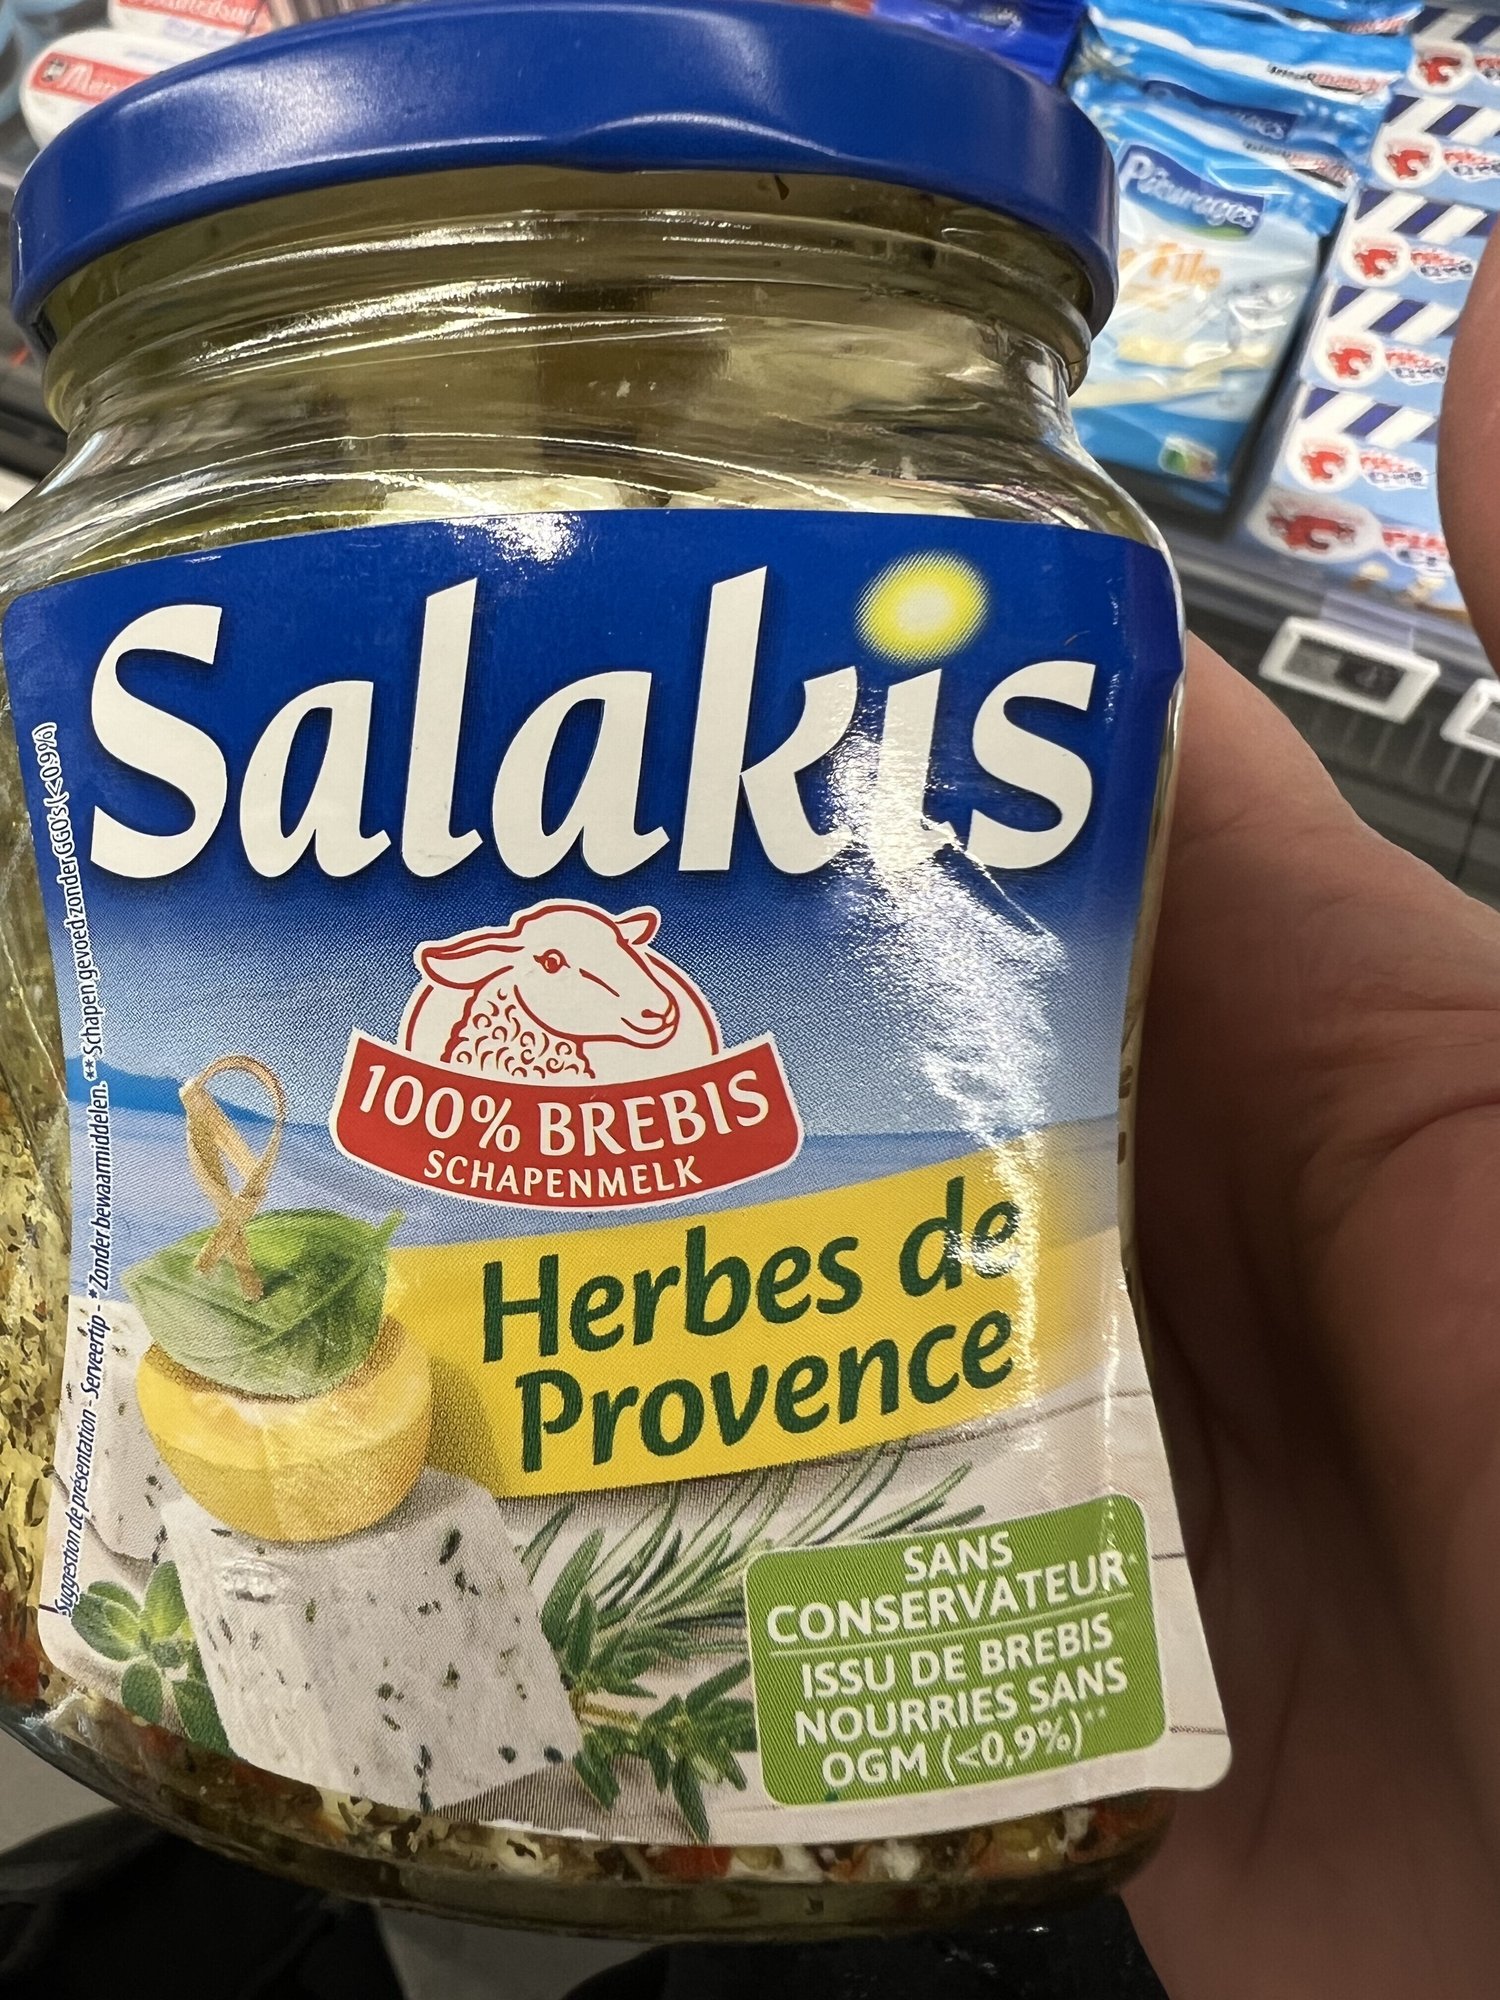 Salakis
100% BREBIS
SCHAPENMELK
Herbes de
Provence
SANS
CONSERVATEUR*
ISSU DE BREBIS
NOURRIES SANS
OGM (<0,9%)**
Suggestion de présentation - Serveertip - *Zonder bewaarmiddelen. **Schapen gevoed zonder GGO's (<0.9%)
Pâturages